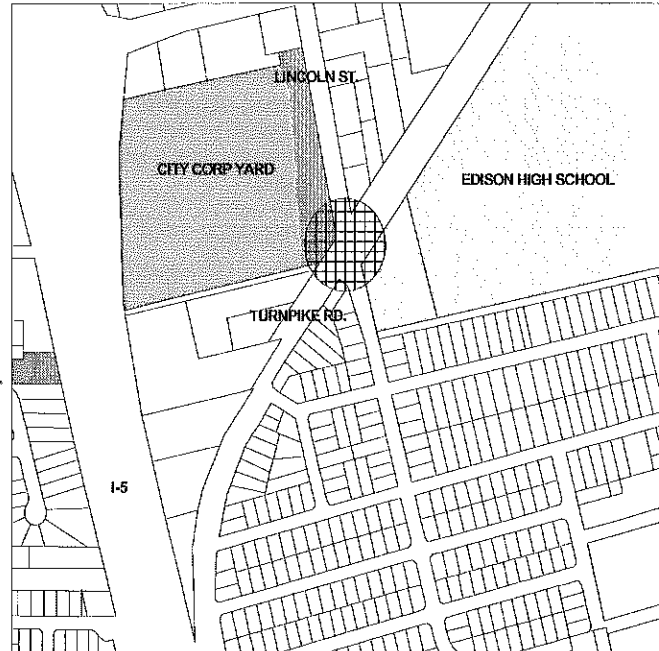 LINCOLN ST.
CITY CORP YARD
EDISON HIGH SCHOOL
TURNPIKE RD.
I-5